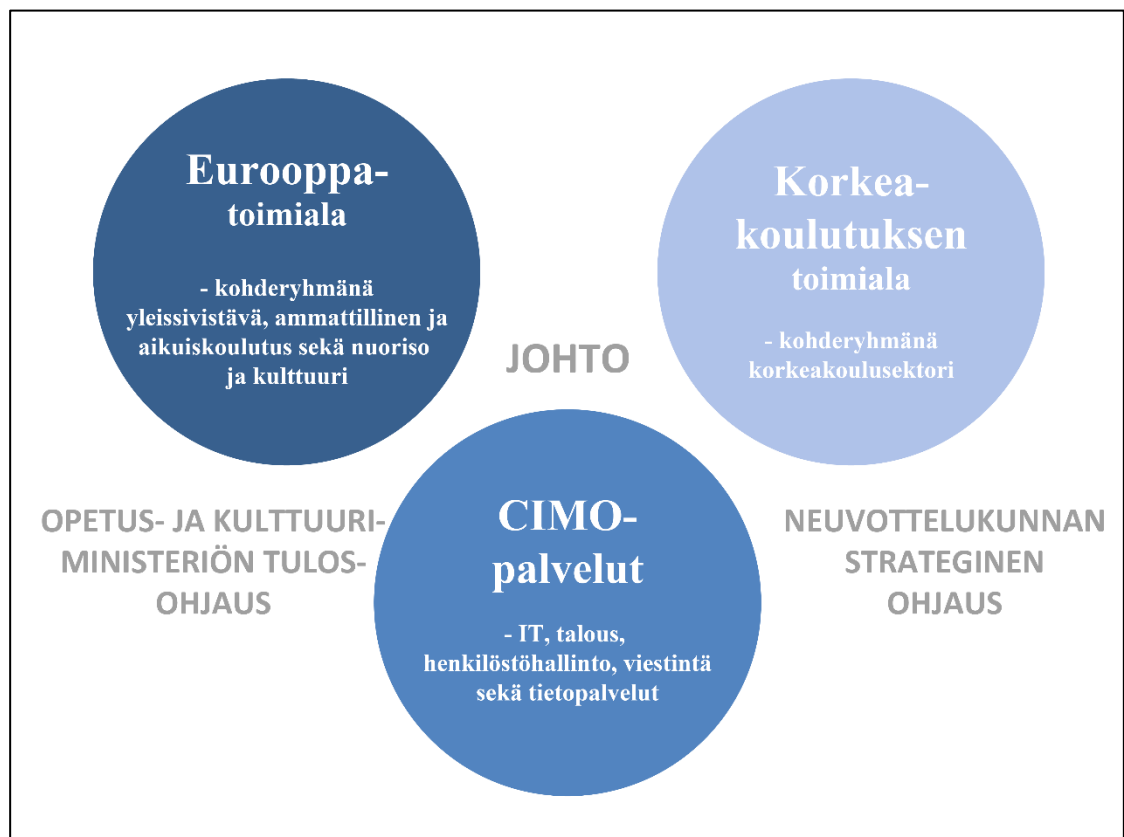 Eurooppa-
toimiala
- kohderyhmänä
yleissivistävä, ammattillinen ja
aikuiskoulutus sekä nuoriso
ja kulttuuri
Korkea-
koulutuksen
toimiala
- kohderyhmänä
korkeakoulusektori
JOHTO
OPETUS- JA KULTTUURI-
MINISTERIÖN TULOS-
OHJAUS
CIMO-
palvelut
- IT, talous,
henkilöstöhallinto, viestintä
sekä tietopalvelut
NEUVOTTELUKUNNAN
STRATEGINEN
OHJAUS